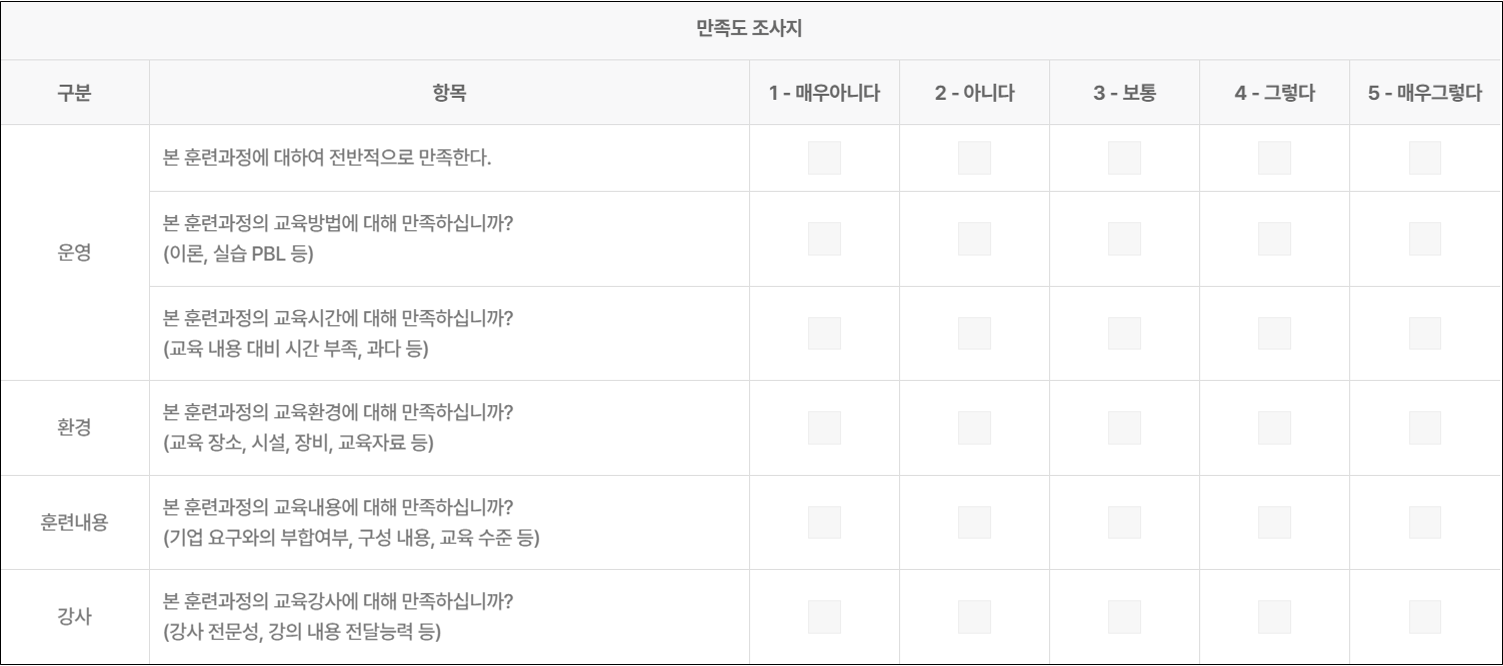 만족도 조사지
구분 항목 1 - 매우아니다 2 - 아니다 3 - 보통 4 - 그렇다 5 - 매우그렇다
운영
본 훈련과정에 대하여 전반적으로 만족한다.
본 훈련과정의 교육방법에 대해 만족하십니까?
(이론, 실습 PBL 등)
본 훈련과정의 교육시간에 대해 만족하십니까?
(교육 내용 대비 시간 부족, 과다 등)
환경
본 훈련과정의 교육환경에 대해 만족하십니까?
(교육 장소, 시설, 장비, 교육자료 등)
훈련내용
본 훈련과정의 교육내용에 대해 만족하십니까?
(기업 요구와의 부합여부, 구성 내용, 교육 수준 등)
강사
본 훈련과정의 교육강사에 대해 만족하십니까?
(강사 전문성, 강의 내용 전달능력 등)